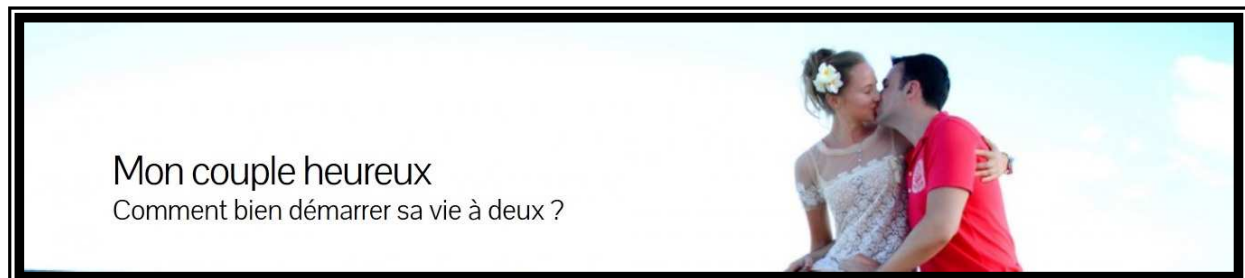 Mon couple heureux
Comment bien démarrer sa vie à deux ?